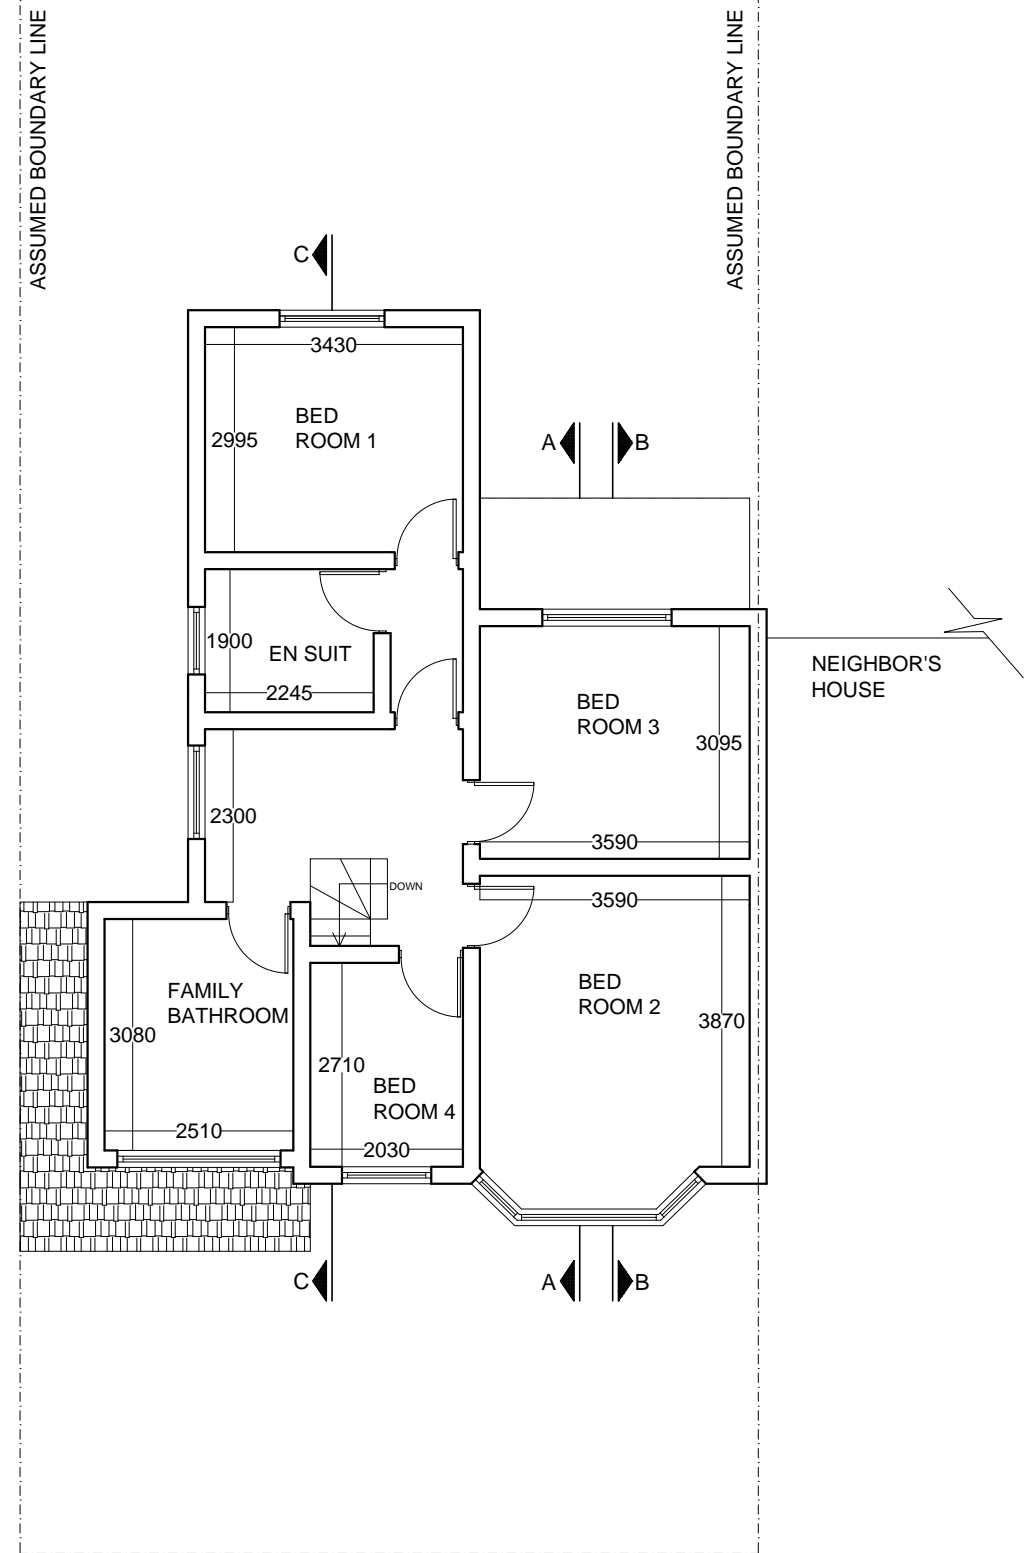 ASSUMED BOUNDARY LINE
ASSUMED BOUNDARY LINE
C
3430
BED
ROOM 1
2995
A
B
1900
EN SUIT
2245
NEIGHBOR'S
HOUSE
BED
ROOM 3
3095
2300
3590
DOWN
3590
BED
ROOM 2
3870
FAMILY
BATHROOM
3080
2710
BED
ROOM 4
2510
2030
C
A
B